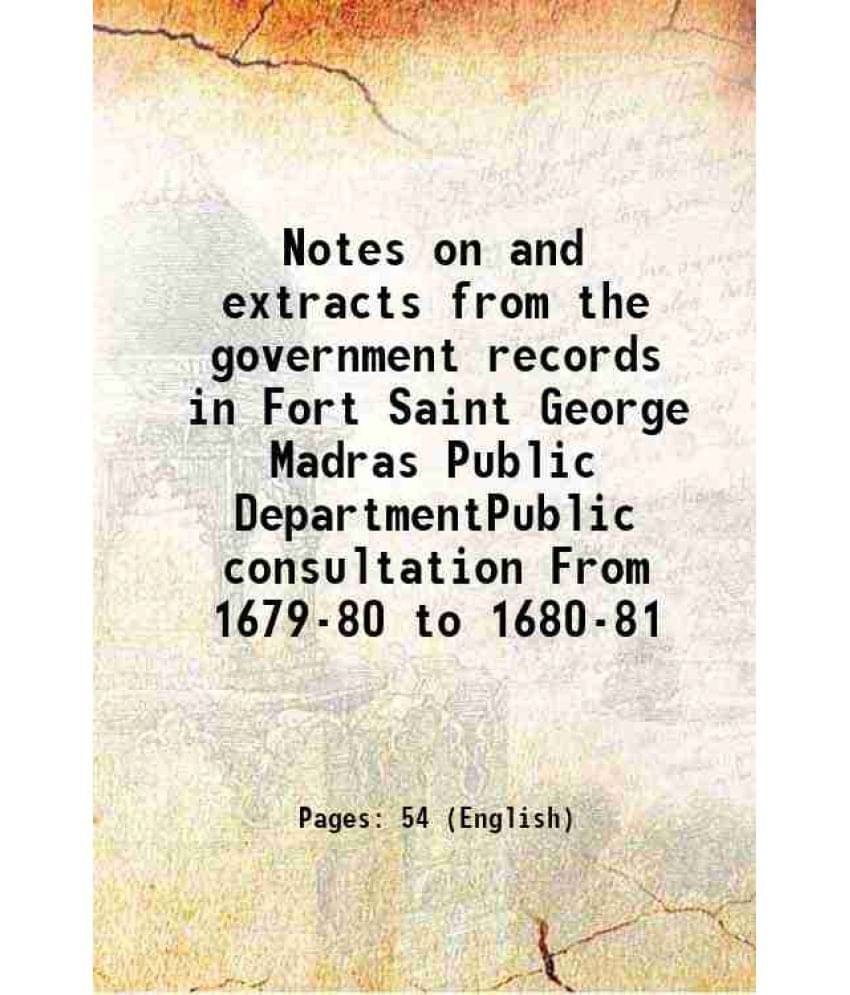 Notes on and
extracts from the
government records
in Fort Saint George
Madras Public
DepartmentPublic
consultation From
1679-80 to 1680-81
Pages: 54 (English)